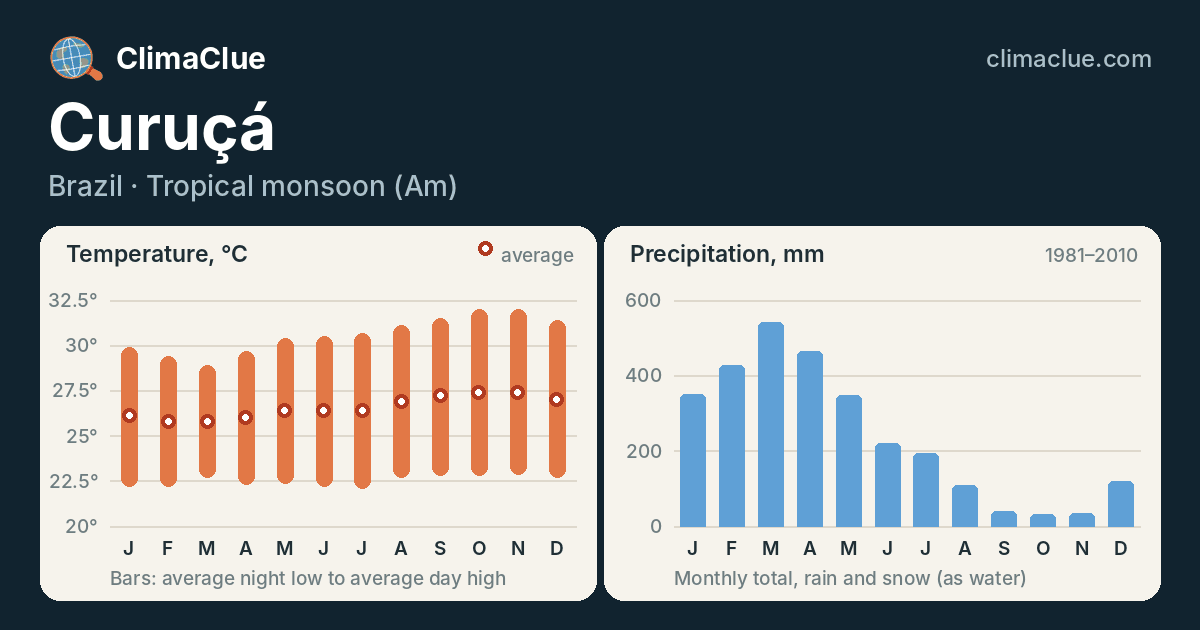 ClimaClue
climaclue.com
Curuçá
Brazil · Tropical monsoon (Am)
Temperature, °C
average
32.5°
30°
27.5°
25°
22.5°
20°
J F M A M J J A S O N D
Bars: average night low to average day high
Precipitation, mm
1981–2010
600
400
200
0
J F M A M J J A S O N D
Monthly total, rain and snow (as water)